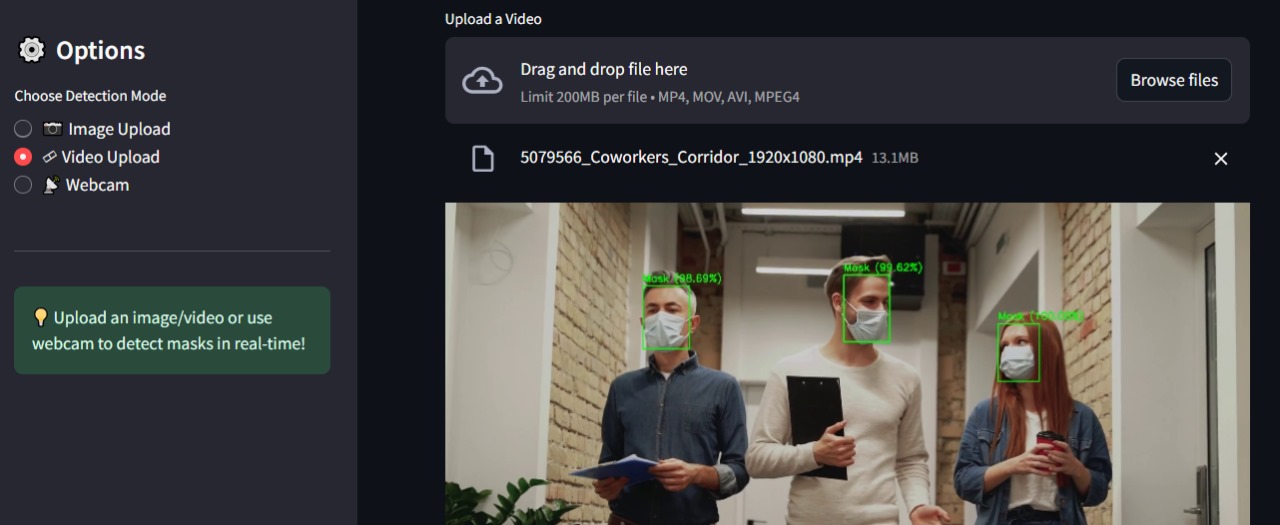 Options
Choose Detection Mode
Image Upload
Video Upload
Webcam
Upload an image/video or use
webcam to detect masks in real-time!
Upload a Video
Drag and drop file here
Limit 200MB per file • MP4, MOV, AVI, MPEG4
Browse files
5079566_Coworkers_Corridor_1920x1080.mp4 13.1MB
Mask (98.69%)
Mask (99.62%)
Mask